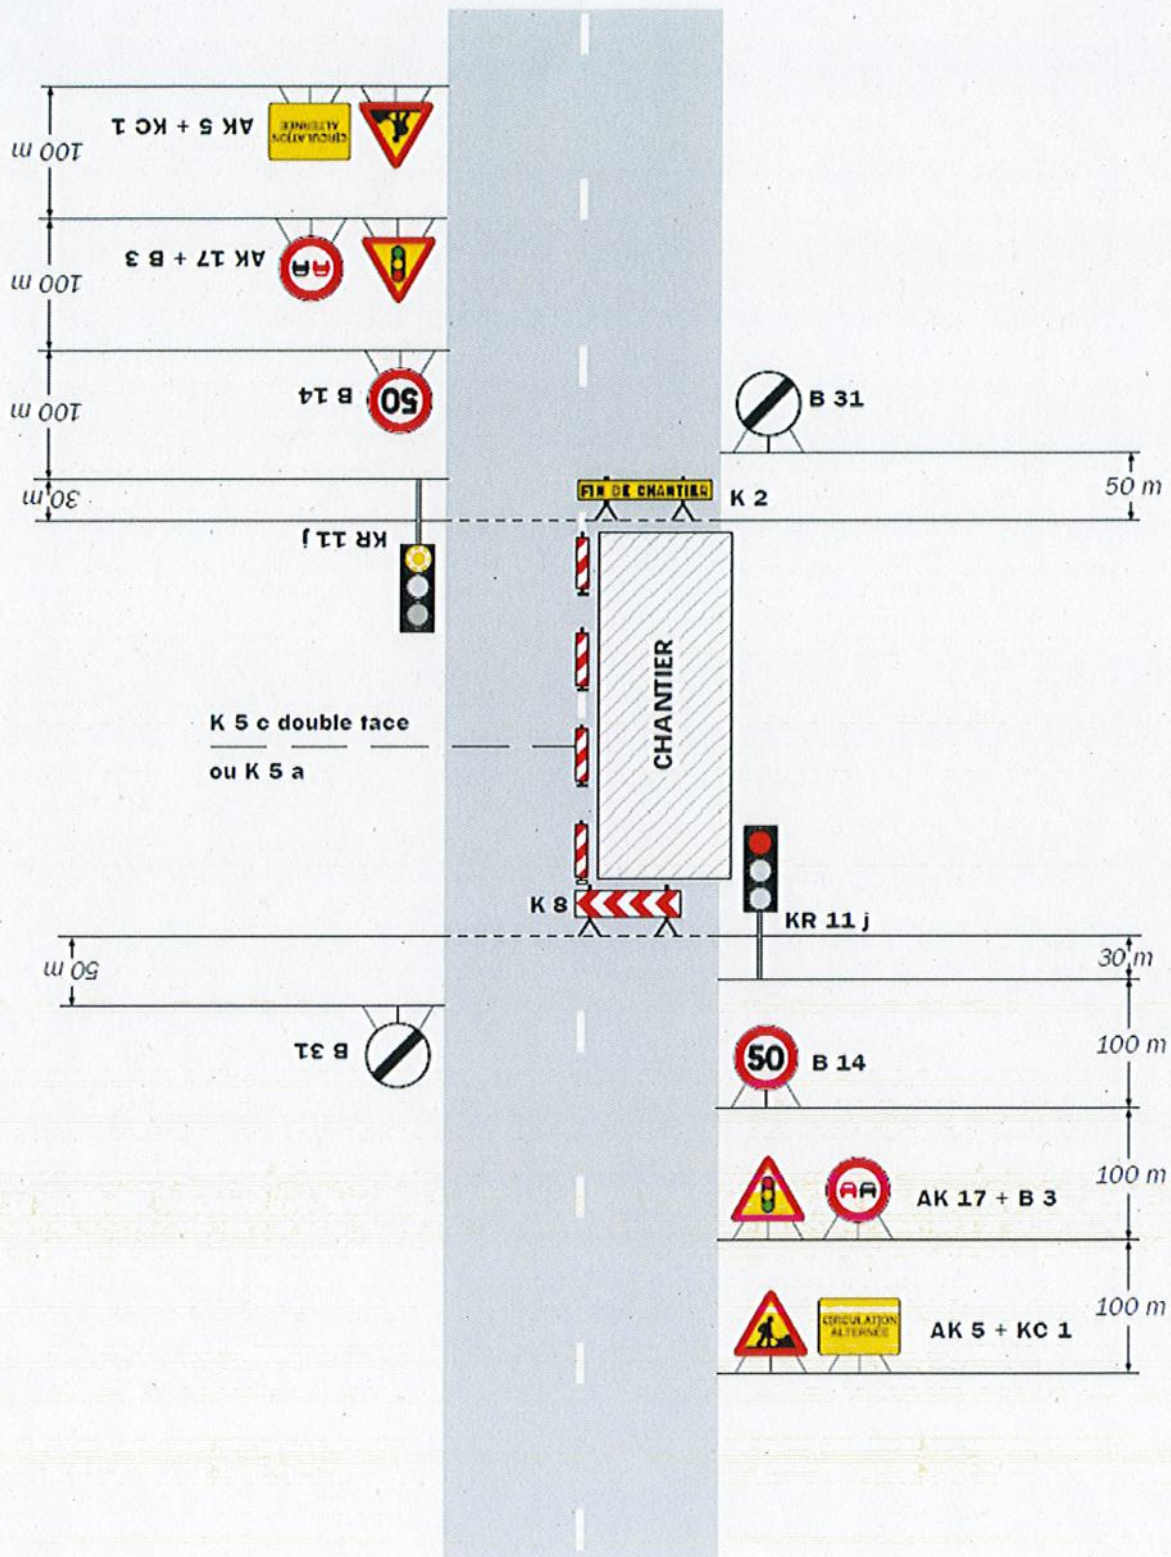 AK 5 + KC 1
CIRCULATION
ALTERNÉE
100 m
AK 17 + B 3
100 m
B 14
50
100 m
30 m
KR 11 j
B 31
50 m
FIN DE CHANTIER
K 2
CHANTIER
K 5 c double face
ou K 5 a
K 8
KR 11 j
50 m
30 m
B 31
50
B 14
100 m
AK 17 + B 3
100 m
CIRCULATION
ALTERNÉE
AK 5 + KC 1
100 m